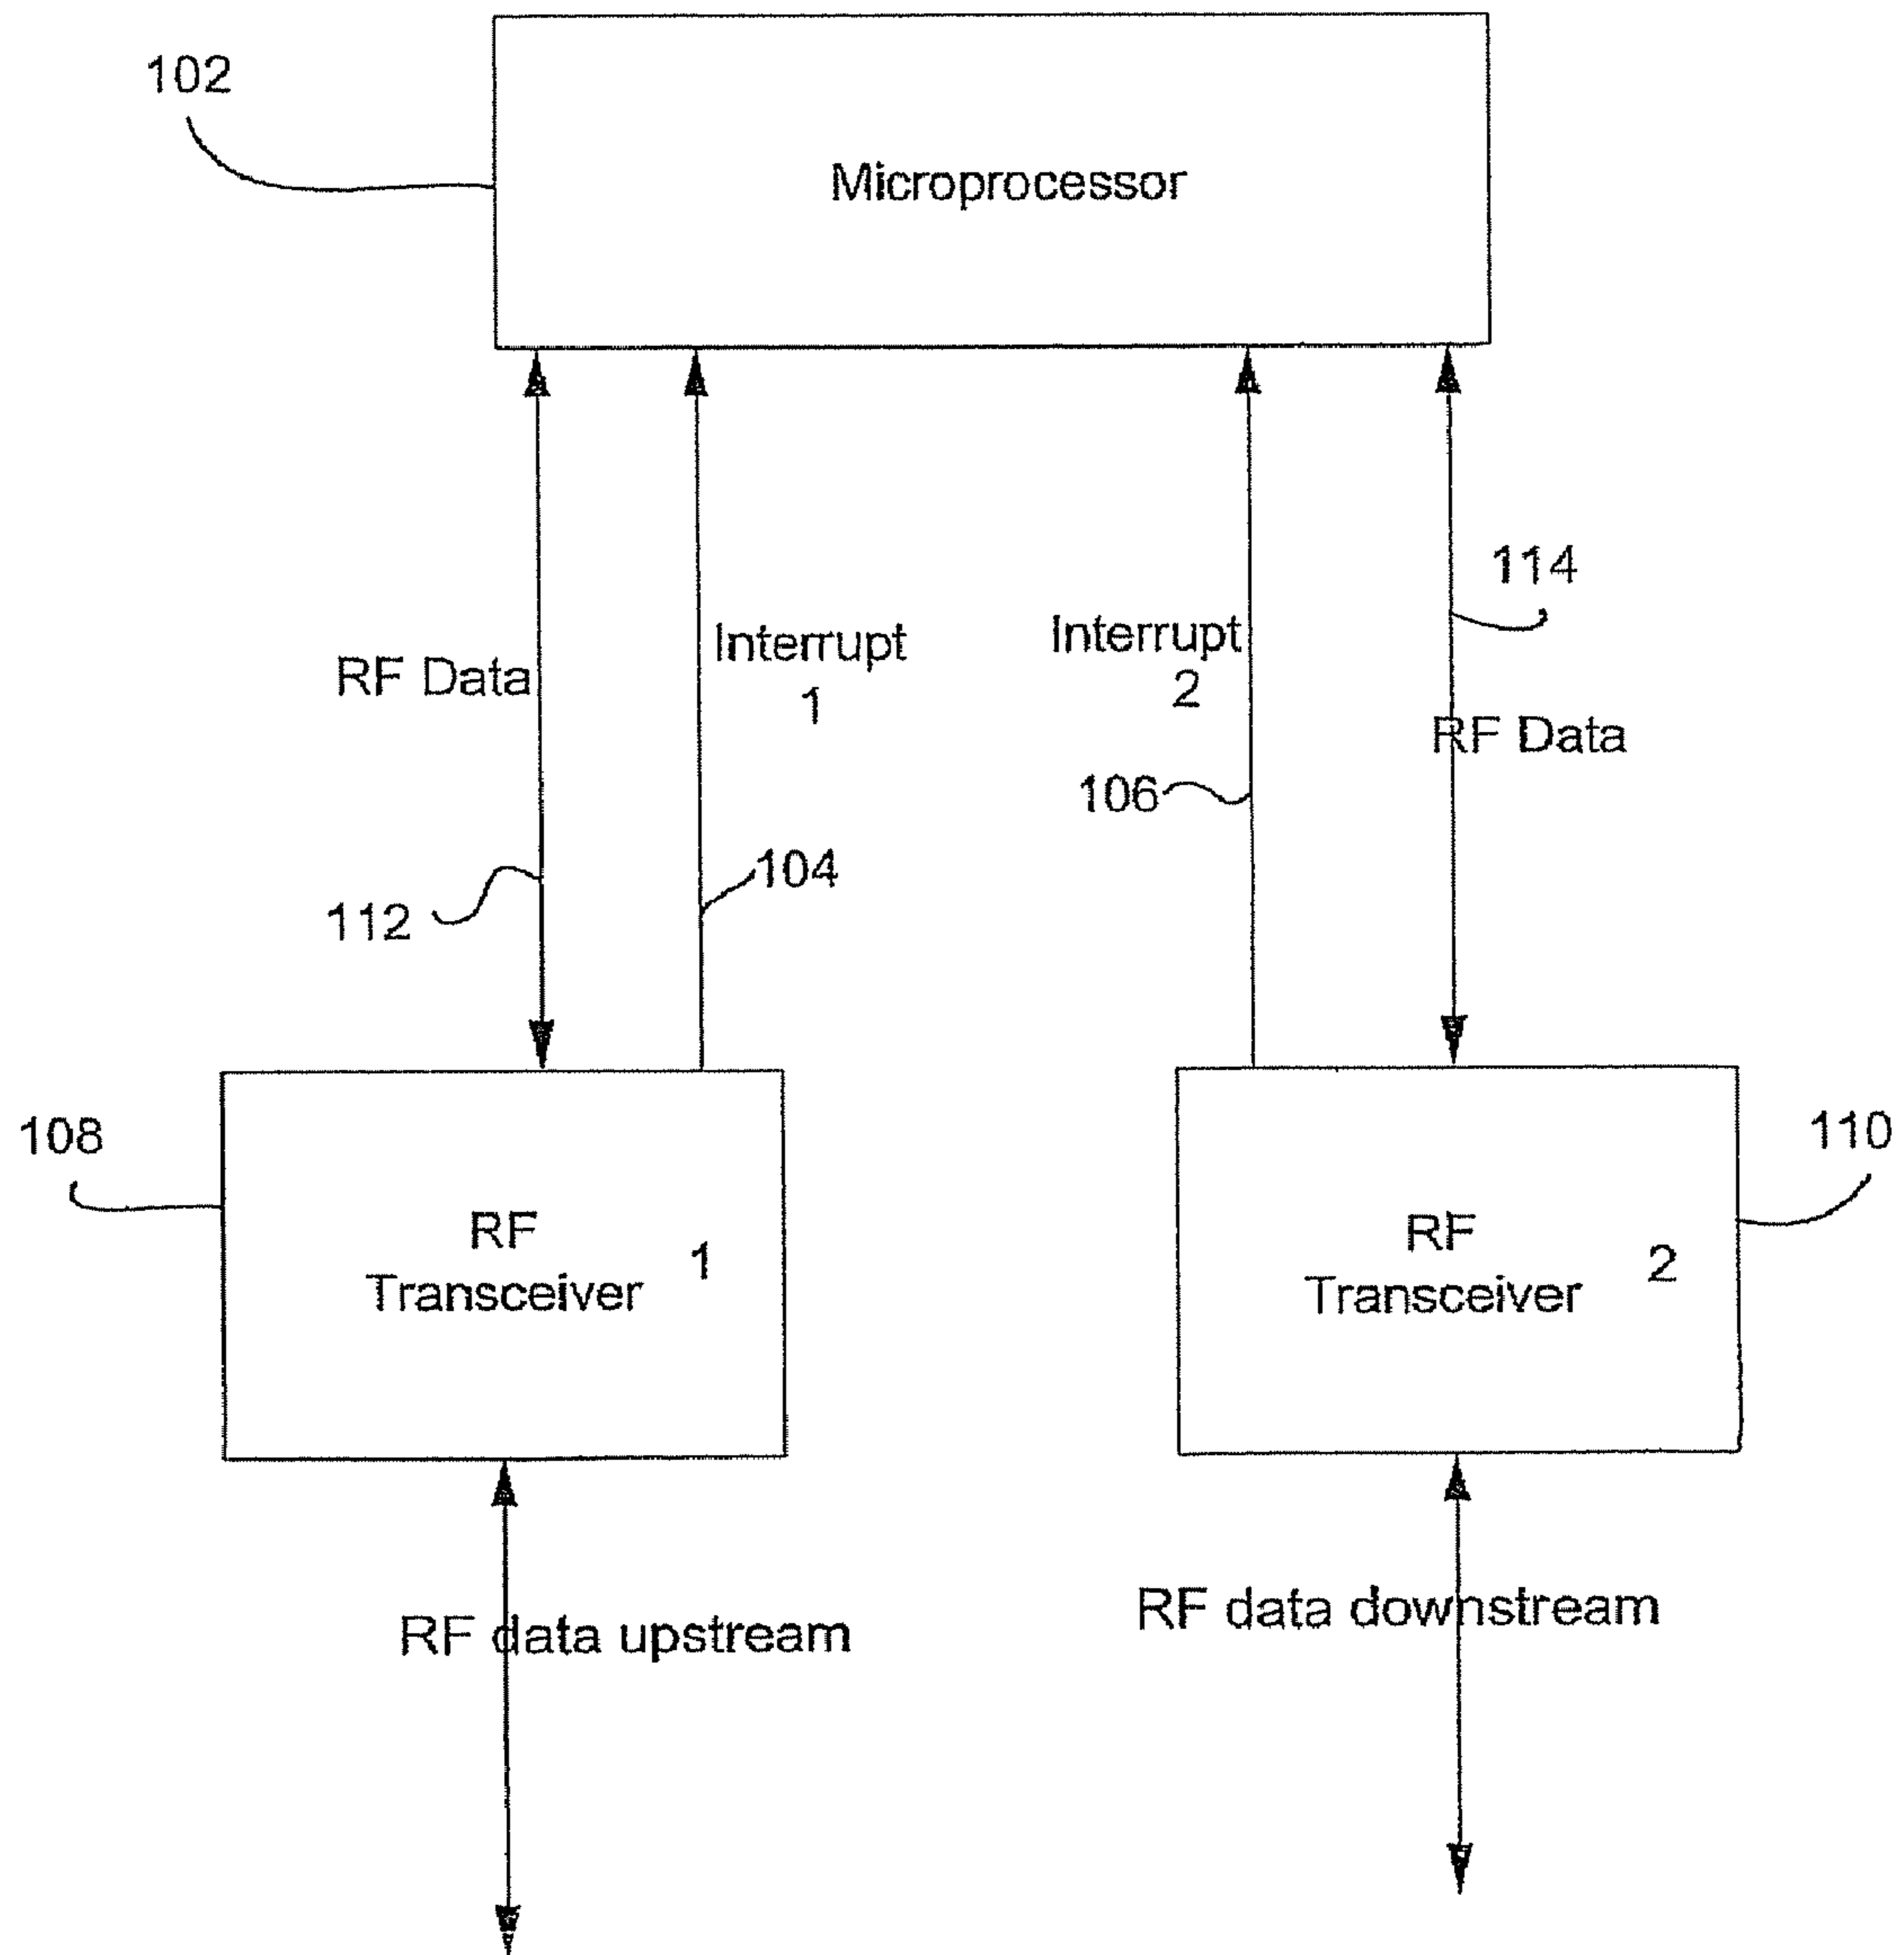 102
Microprocessor
114
Interrupt
1
Interrupt
2
RF Data
RF Data
106
104
112
108
110
RF
Transceiver
1
RF
Transceiver
2
RF data upstream
RF data downstream